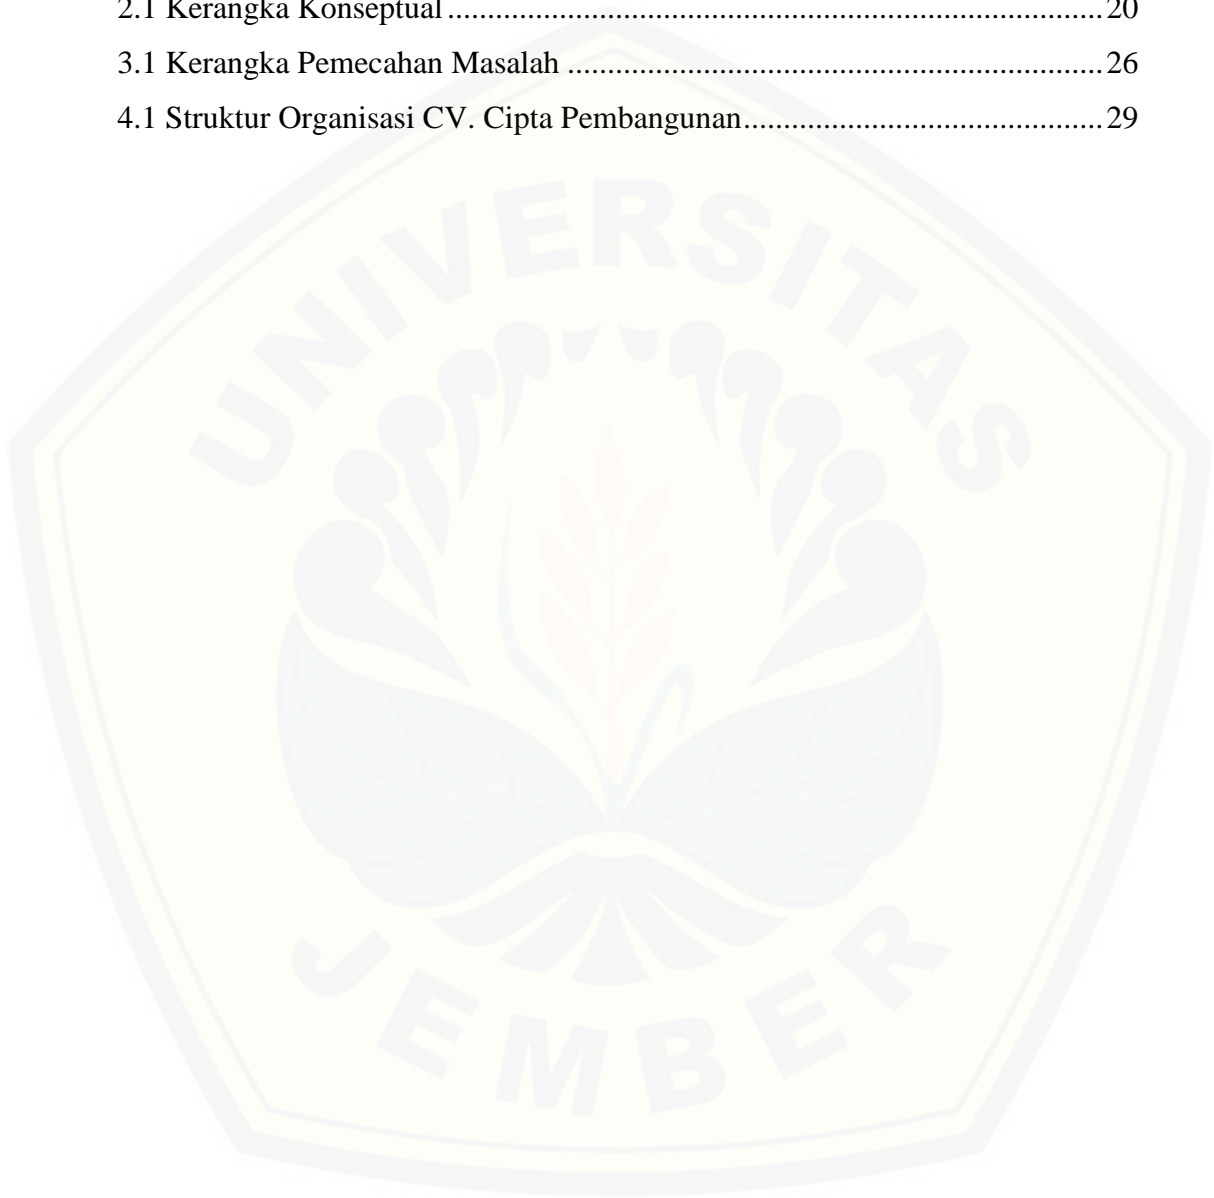 2.1 Kerangka Konseptual....................................................................................20
3.1 Kerangka Pemecahan Masalah ....................................................................26
4.1 Struktur Organisasi CV. Cipta Pembangunan..............................................29
UNIVERSITAS
JEMBER